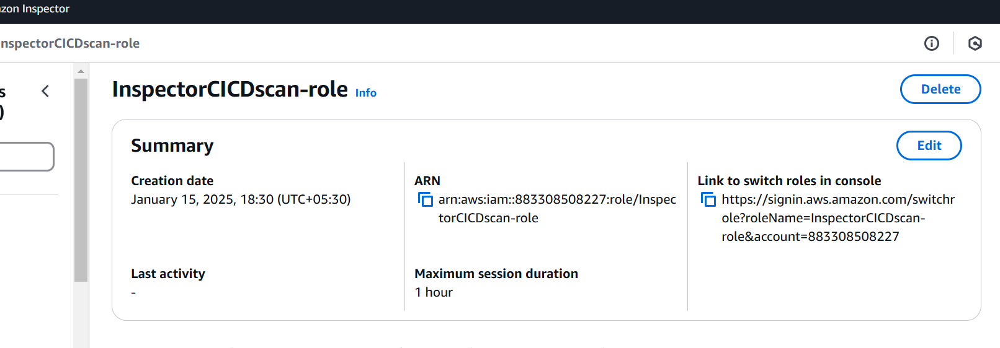 zon Inspector
nspectorCICDscan-role
s
)
InspectorCICDscan-role Info
Delete
Summary
Edit
Creation date
January 15, 2025, 18:30 (UTC+05:30)
ARN
arn:aws:iam::883308508227:role/Inspec
torCICDscan-role
Link to switch roles in console
https://signin.aws.amazon.com/switchr
ole?roleName=InspectorCICDscan-
role&account=883308508227
Last activity
-
Maximum session duration
1 hour